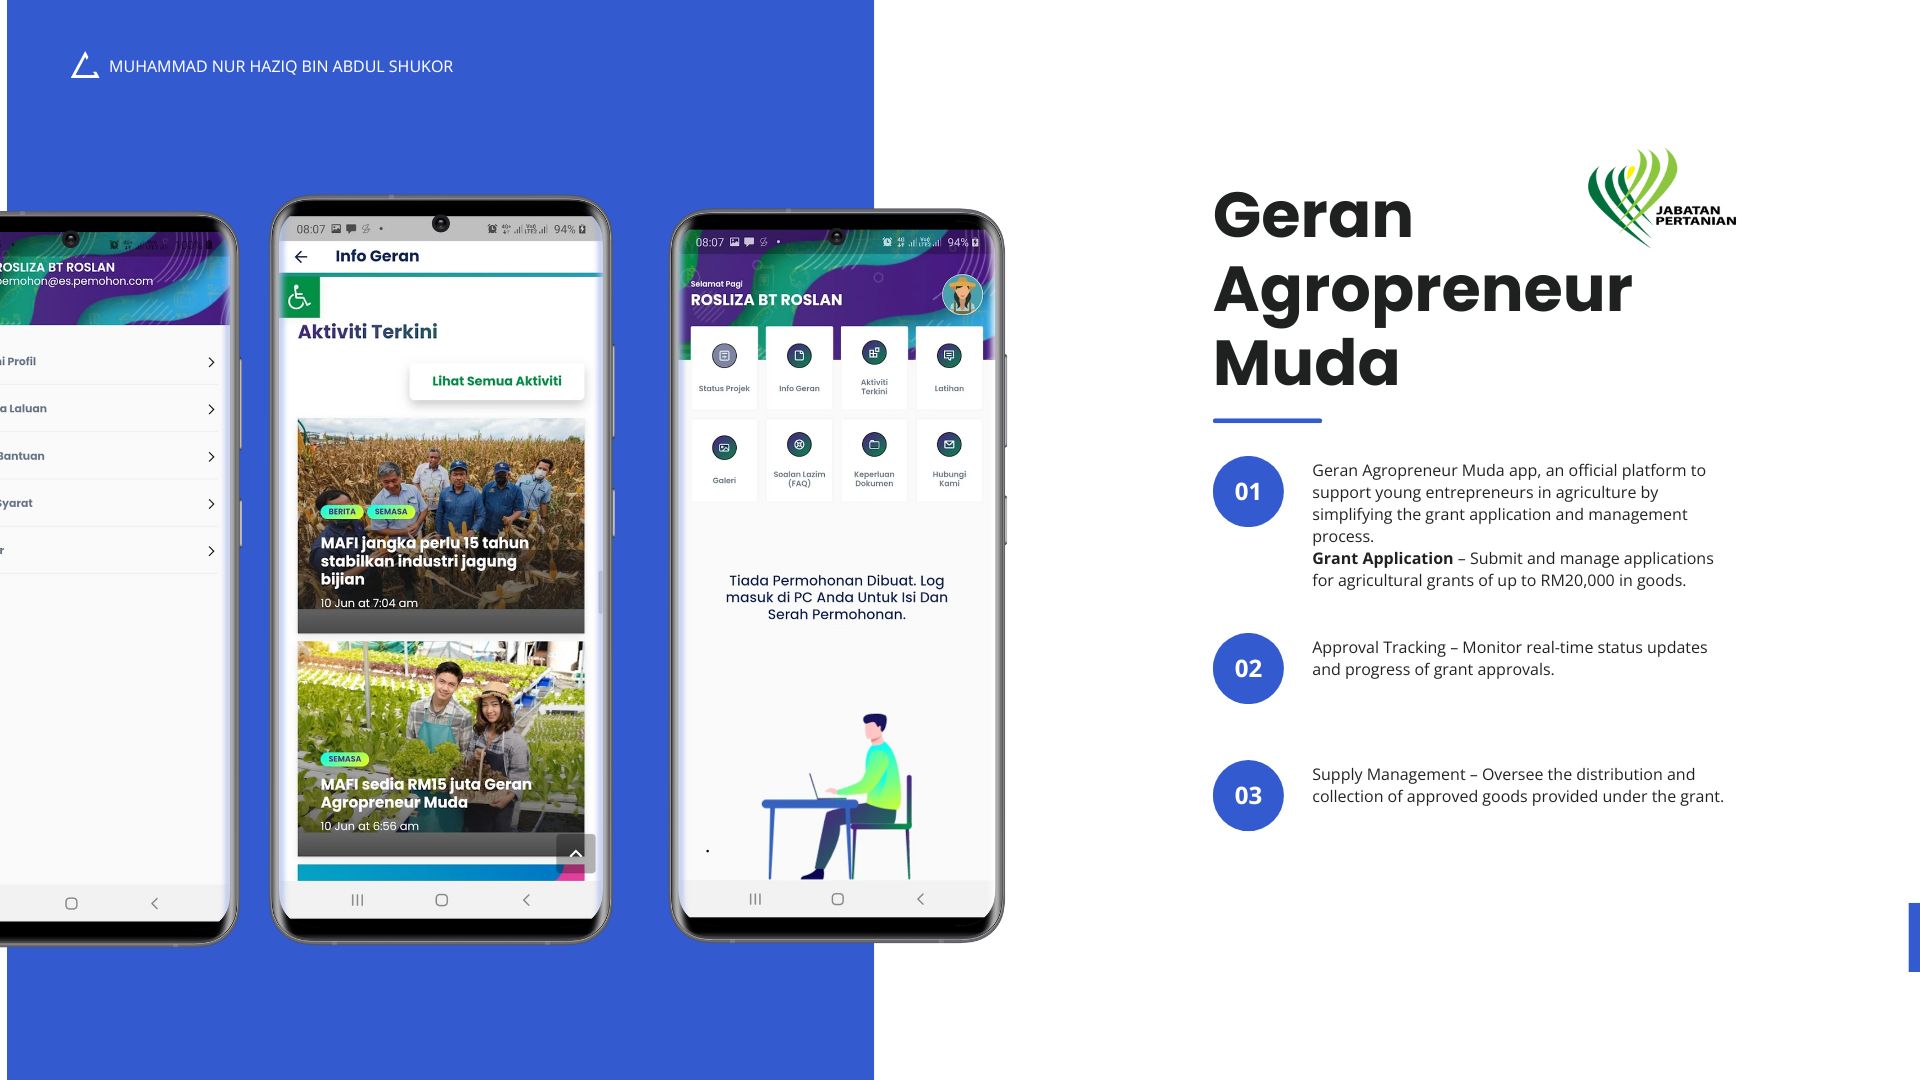 MUHAMMAD NUR HAZIQ BIN ABDUL SHUKOR
ROSLIZA BT ROSLAN
pemohon@es.pemohon.com
Profil
Laluan
Bantuan
Syarat
08:07
94%
Info Geran
Aktiviti Terkini
Lihat Semua Aktiviti
BERITA
SEMASA
MAFI jangka perlu 15 tahun
stabilkan industri jagung
bijian
10 Jun at 7:04 am
SEMASA
MAFI sedia RM15 juta Geran
Agropreneur Muda
10 Jun at 6:56 am
08:07
94%
Selamat Pagi
ROSLIZA BT ROSLAN
Status Projek
Info Geran
Aktiviti
Terkini
Latihan
Galeri
Soalan Lazim
(FAQ)
Keperluan
Dokumen
Hubungi
Kami
Tiada Permohonan Dibuat. Log
masuk di PC Anda Untuk Isi Dan
Serah Permohonan.
JABATAN
PERTANIAN
Geran
Agropreneur
Muda
01
Geran Agropreneur Muda app, an official platform to
support young entrepreneurs in agriculture by
simplifying the grant application and management
process.
Grant Application – Submit and manage applications
for agricultural grants of up to RM20,000 in goods.
02
Approval Tracking – Monitor real-time status updates
and progress of grant approvals.
03
Supply Management – Oversee the distribution and
collection of approved goods provided under the grant.